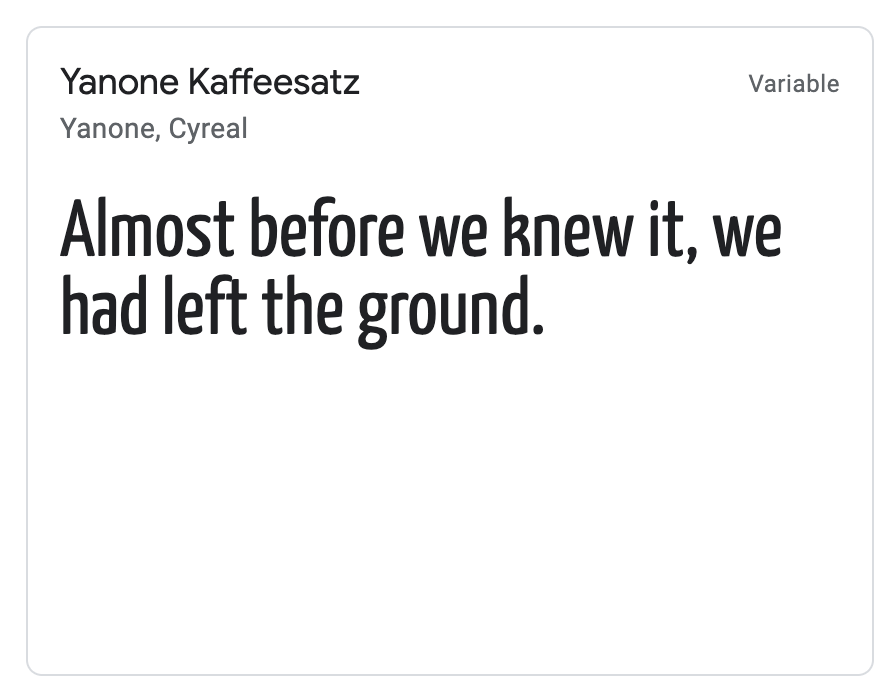 Yanone Kaffeesatz
Variable
Yanone, Cyreal
Almost before we knew it, we
had left the ground.